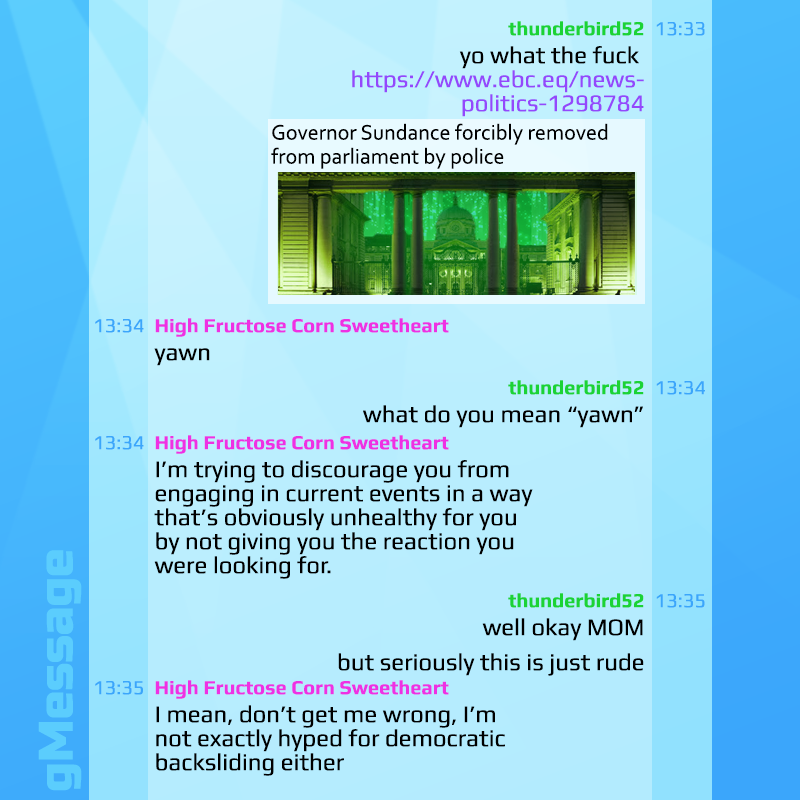 thunderbird52 13:33
yo what the fuck
https://www.ebc.eq/news-
politics-1298784
Governor Sundance forcibly removed
from parliament by police
13:34 High Fructose Corn Sweetheart
yawn
thunderbird52 13:34
what do you mean “yawn”
13:34 High Fructose Corn Sweetheart
I’m trying to discourage you from
engaging in current events in a way
that’s obviously unhealthy for you
by not giving you the reaction you
were looking for.
thunderbird52 13:35
well okay MOM
but seriously this is just rude
13:35 High Fructose Corn Sweetheart
I mean, don’t get me wrong, I’m
not exactly hyped for democratic
backsliding either
gMessage